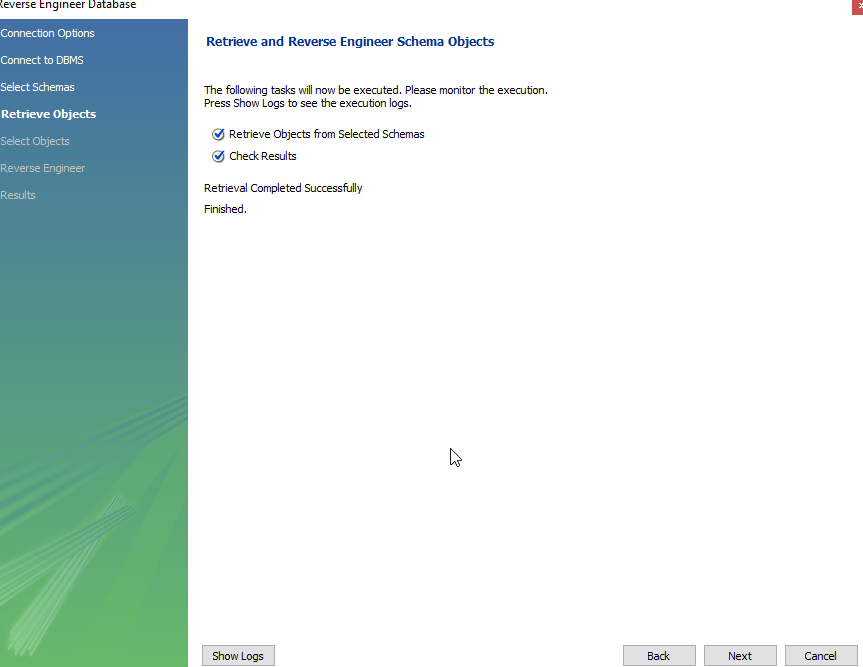 Reverse Engineer Database
Connection Options
Connect to DBMS
Select Schemas
Retrieve Objects
Select Objects
Reverse Engineer
Results
Retrieve and Reverse Engineer Schema Objects
The following tasks will now be executed. Please monitor the execution.
Press Show Logs to see the execution logs.
Retrieve Objects from Selected Schemas
Check Results
Retrieval Completed Successfully
Finished.
Show Logs
Back
Next
Cancel